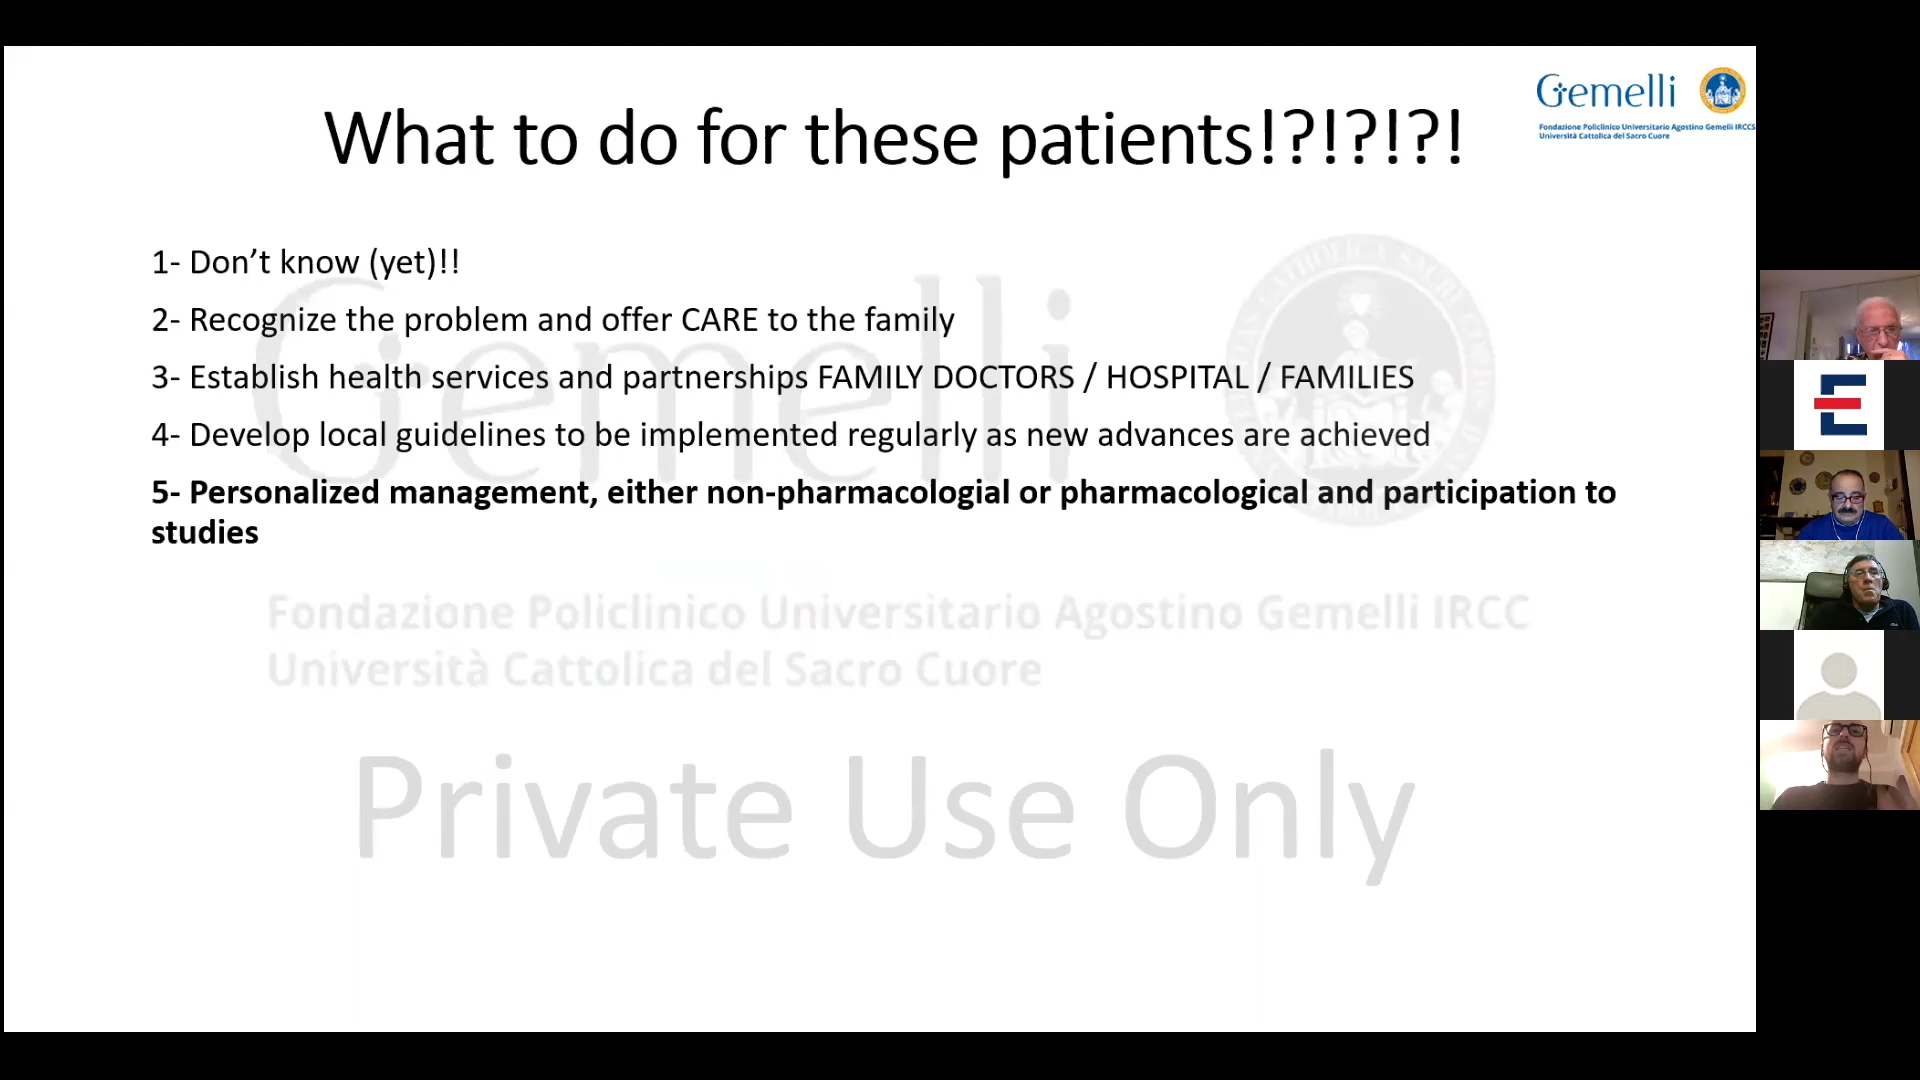 Gemelli
Fondazione Policlinico Universitario Agostino Gemelli IRCCS
Università Cattolica del Sacro Cuore
What to do for these patients!?!?!?!
1- Don’t know (yet)!!
2- Recognize the problem and offer CARE to the family
3- Establish health services and partnerships FAMILY DOCTORS / HOSPITAL / FAMILIES
4- Develop local guidelines to be implemented regularly as new advances are achieved
5- Personalized management, either non-pharmacologial or pharmacological and participation to
studies
Gemelli
Fondazione Policlinico Universitario Agostino Gemelli IRCC
Università Cattolica del Sacro Cuore
Private Use Only
E